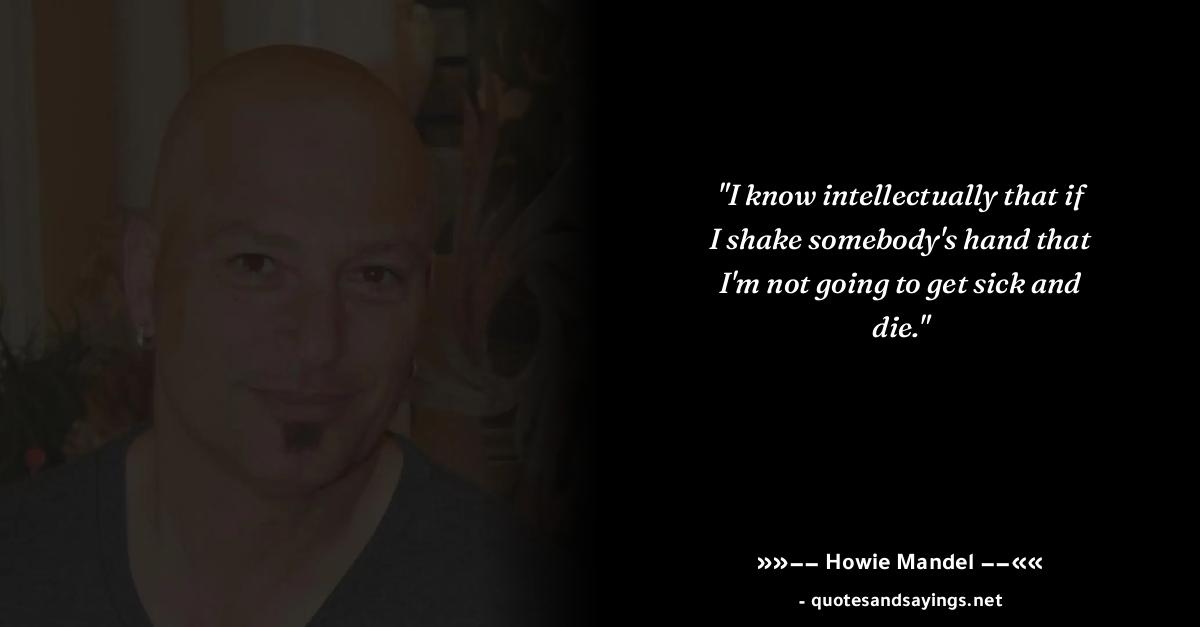 "I know intellectually that if
I shake somebody's hand that
I'm not going to get sick and
die."
»»−− Howie Mandel −−««
- quotesandsayings.net